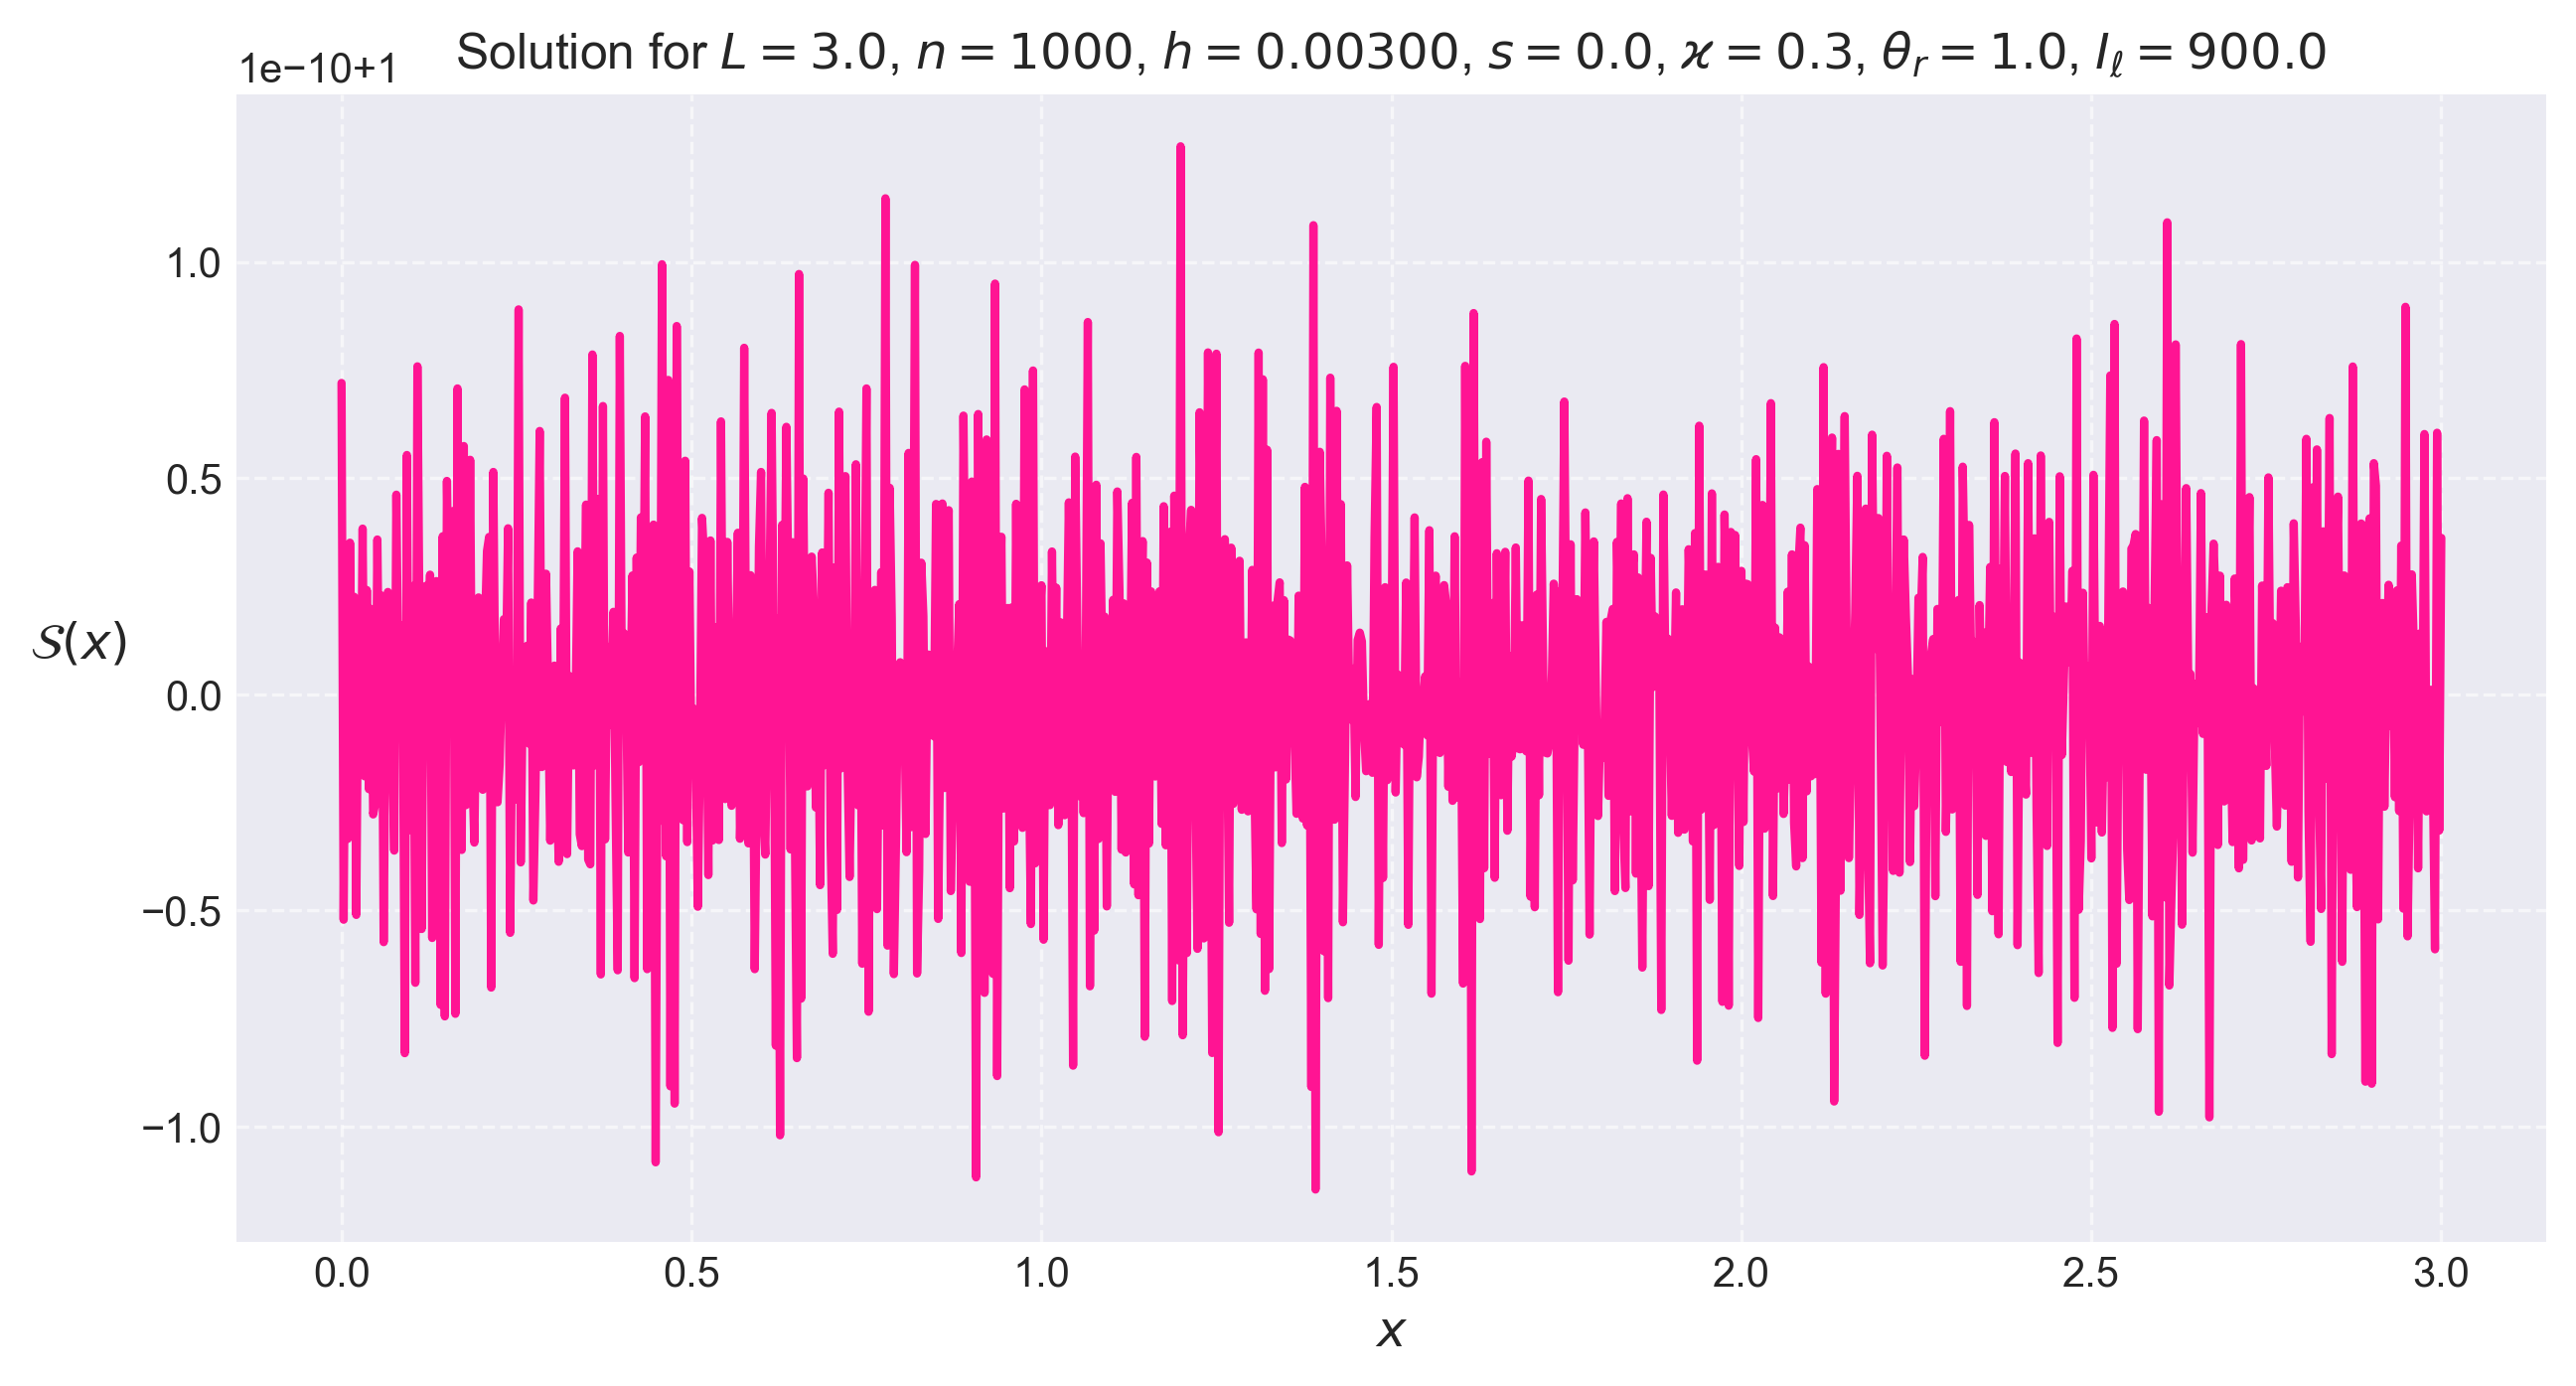 Solution for L = 3.0, n = 1000, h = 0.00300, s = 0.0, ϰ = 0.3, θ_r = 1.0, I_ℓ = 900.0
1e−10+1
1.0
0.5
0.0
−0.5
−1.0
𝒮(x)
0.0 0.5 1.0 1.5 2.0 2.5 3.0
x